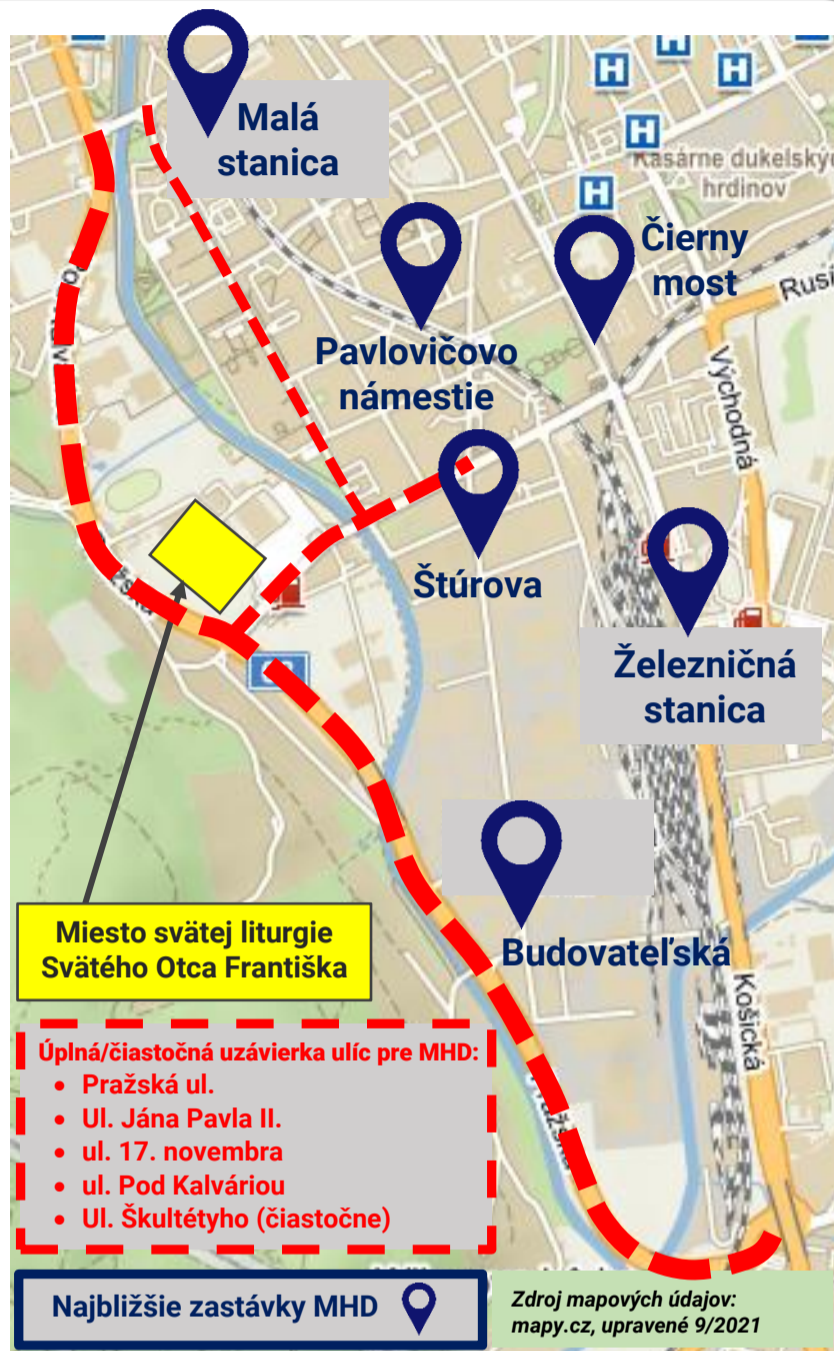 Malá
stanica
H
H
H
H
H
Kasárne dukelských
hrdinov
Čierny
most
Pavlovičovo
námestie
Východná
Štúrova
Železničná
stanica
Miesto svätej liturgie
Svätého Otca Františka
Budovateľská
Košická
Úplná/čiastočná uzávierka ulíc pre MHD:
• Pražská ul.
• Ul. Jána Pavla II.
• ul. 17. novembra
• ul. Pod Kalváriou
• Ul. Škultétyho (čiastočne)
Najbližšie zastávky MHD
Zdroj mapových údajov:
mapy.cz, upravené 9/2021